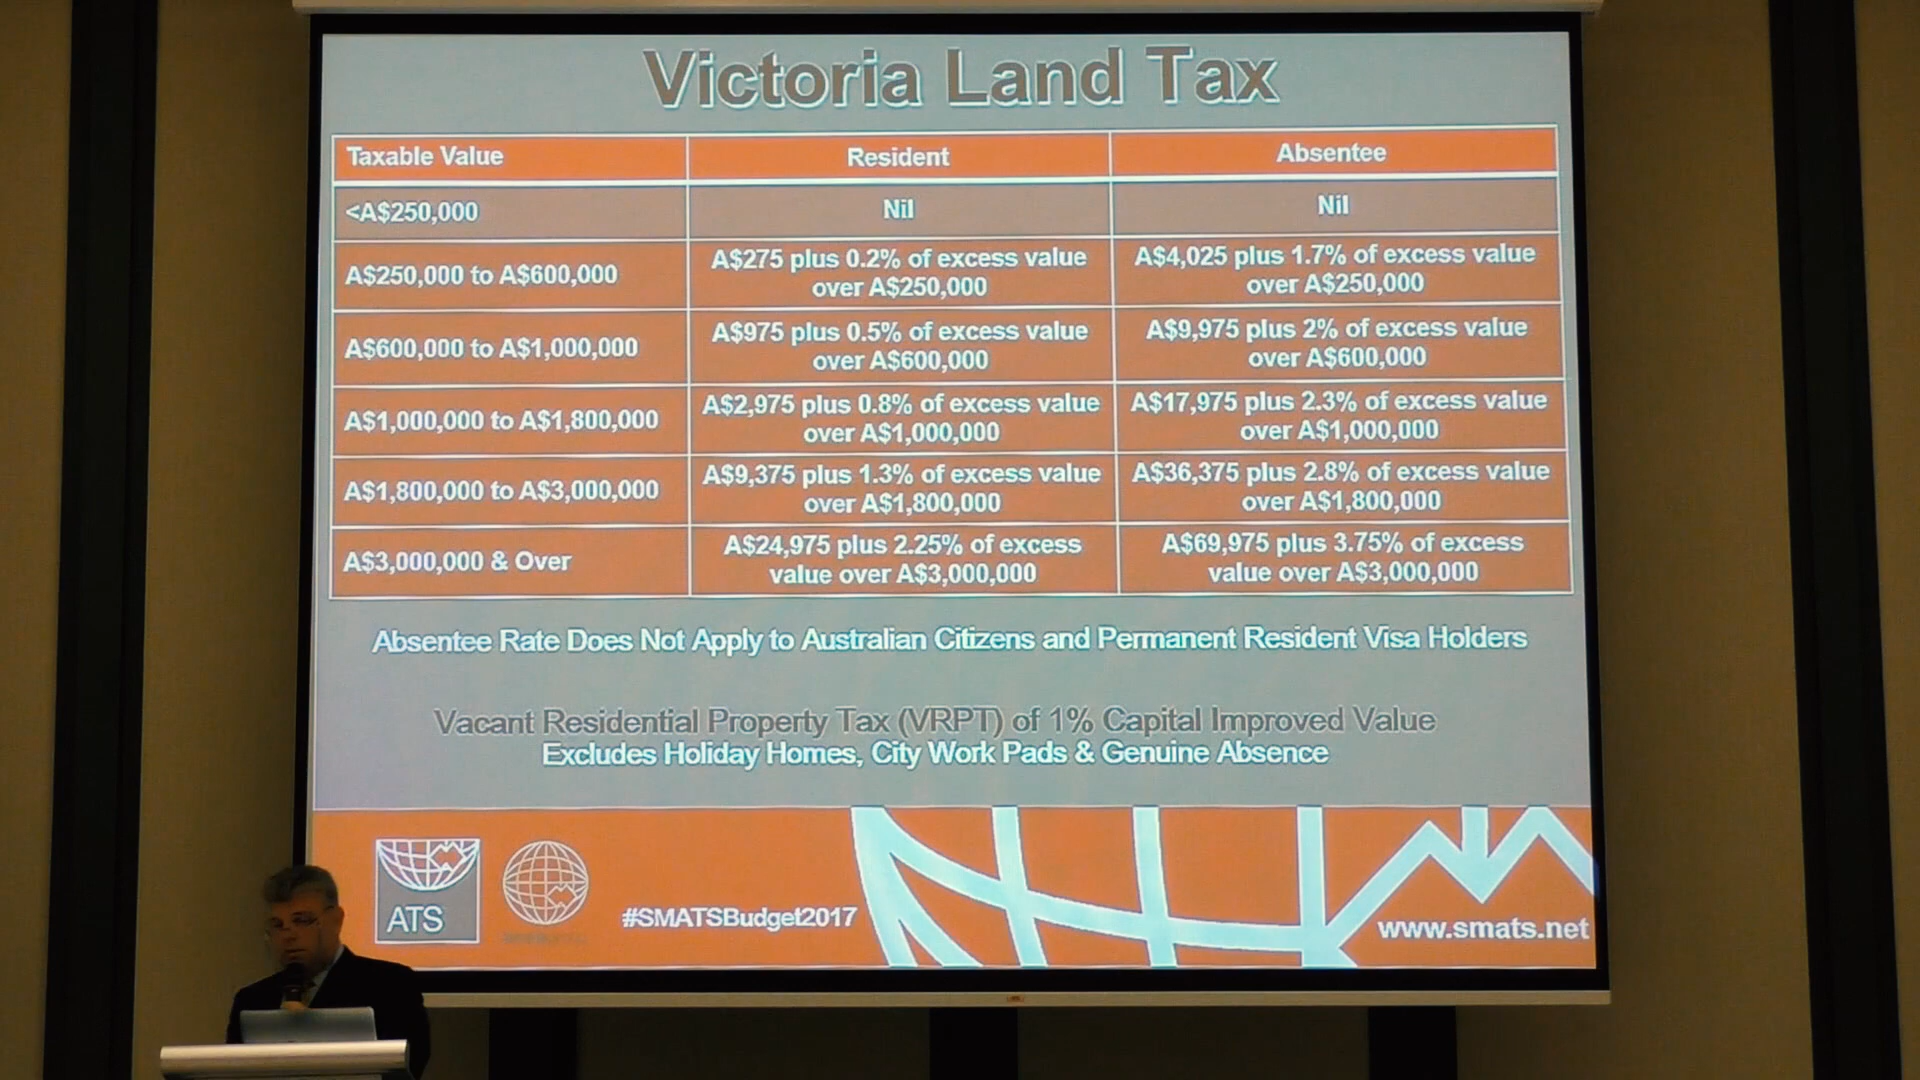 Victoria Land Tax
Taxable Value
Resident
Absentee
<A$250,000
Nil
Nil
A$250,000 to A$600,000
A$275 plus 0.2% of excess value
over A$250,000
A$4,025 plus 1.7% of excess value
over A$250,000
A$600,000 to A$1,000,000
A$975 plus 0.5% of excess value
over A$600,000
A$9,975 plus 2% of excess value
over A$600,000
A$1,000,000 to A$1,800,000
A$2,975 plus 0.8% of excess value
over A$1,000,000
A$17,975 plus 2.3% of excess value
over A$1,000,000
A$1,800,000 to A$3,000,000
A$9,375 plus 1.3% of excess value
over A$1,800,000
A$36,375 plus 2.8% of excess value
over A$1,800,000
A$3,000,000 & Over
A$24,975 plus 2.25% of excess
value over A$3,000,000
A$69,975 plus 3.75% of excess
value over A$3,000,000
Absentee Rate Does Not Apply to Australian Citizens and Permanent Resident Visa Holders
Vacant Residential Property Tax (VRPT) of 1% Capital Improved Value
Excludes Holiday Homes, City Work Pads & Genuine Absence
ATS
#SMATSBudget2017
www.smats.net